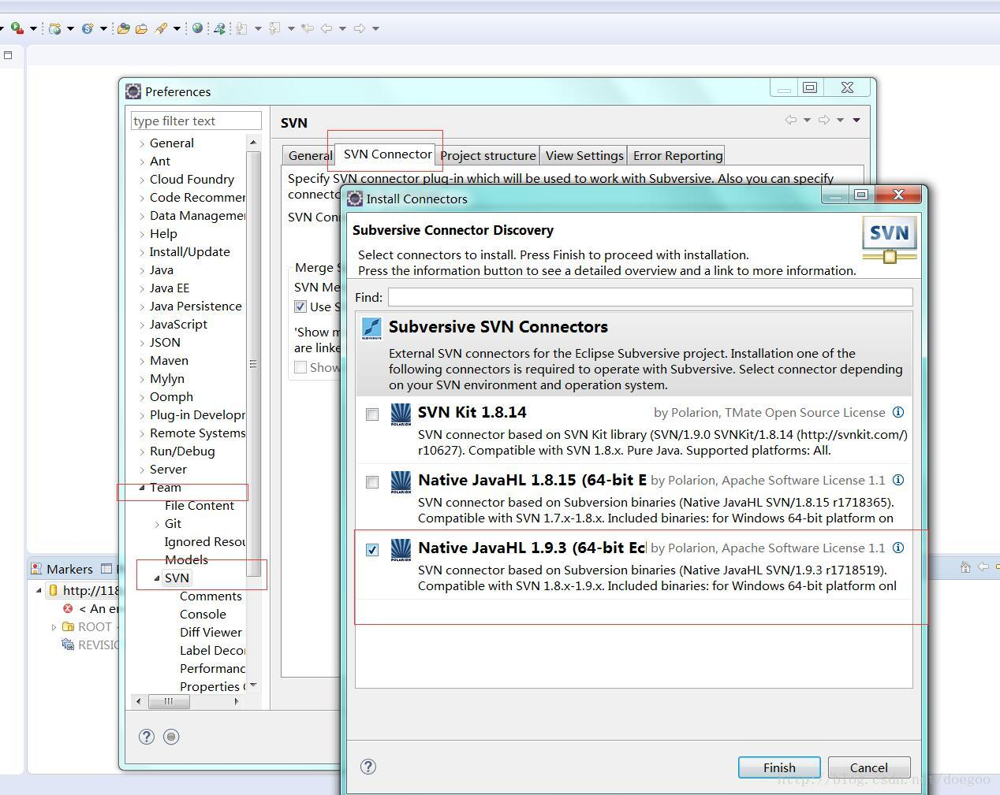 Preferences
type filter text
General
Ant
Cloud Foundry
Code Recommer
Data Manageme
Help
Install/Update
Java
Java EE
Java Persistence
JavaScript
JSON
Maven
Mylyn
Oomph
Plug-in Develop
Remote Systems
Run/Debug
Server
Team
File Content
Git
Ignored Resou
Models
SVN
Comments
Console
Diff Viewer
Label Deco
Performanc
Properties
SVN
General
SVN Connector
Project structure
View Settings
Error Reporting
Specify SVN connector plug-in which will be used to work with Subversive. Also you can specify
connecto
SVN Con
Merge S
SVN Me
Use S
'Show m
are linke
Show
Install Connectors
Subversive Connector Discovery
Select connectors to install. Press Finish to proceed with installation.
Press the information button to see a detailed overview and a link to more information.
SVN
Find:
Subversive SVN Connectors
External SVN connectors for the Eclipse Subversive project. Installation one of the
following connectors is required to operate with Subversive. Select connector depending
on your SVN environment and operation system.
SVN Kit 1.8.14 by Polarion, TMate Open Source License
SVN connector based on SVN Kit library (SVN/1.9.0 SVNKit/1.8.14 (http://svnkit.com/)
r10627). Compatible with SVN 1.8.x. Pure Java. Supported platforms: All.
Native JavaHL 1.8.15 (64-bit E by Polarion, Apache Software License 1.1
SVN connector based on Subversion binaries (Native JavaHL SVN/1.8.15 r1718365).
Compatible with SVN 1.7.x-1.8.x. Included binaries: for Windows 64-bit platform on
Native JavaHL 1.9.3 (64-bit Ec by Polarion, Apache Software License 1.1
SVN connector based on Subversion binaries (Native JavaHL SVN/1.9.3 r1718519).
Compatible with SVN 1.8.x-1.9.x. Included binaries: for Windows 64-bit platform onl
Finish
Cancel
Markers
http://118
< An er
ROOT
REVISIO
http://blog.csdn.net/doegoo